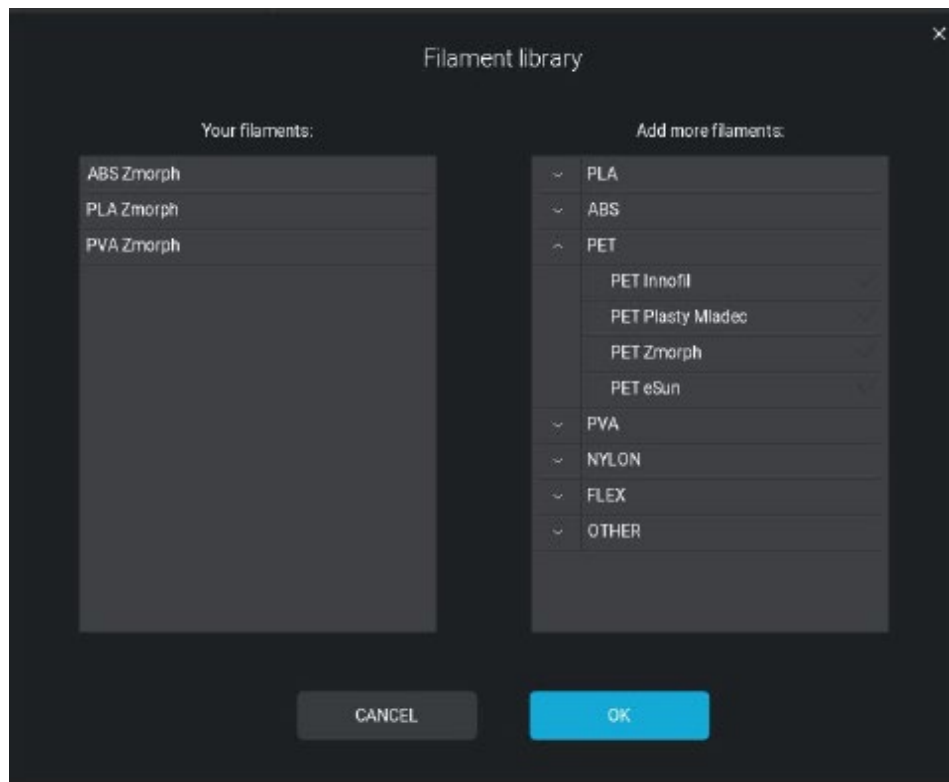 Filament library
Your filaments:
ABS Zmorph
PLA Zmorph
PVA Zmorph
Add more filaments:
PLA
ABS
PET
PET Innofil
PET Plasty Mladec
PET Zmorph
PET eSun
PVA
NYLON
FLEX
OTHER
CANCEL
OK